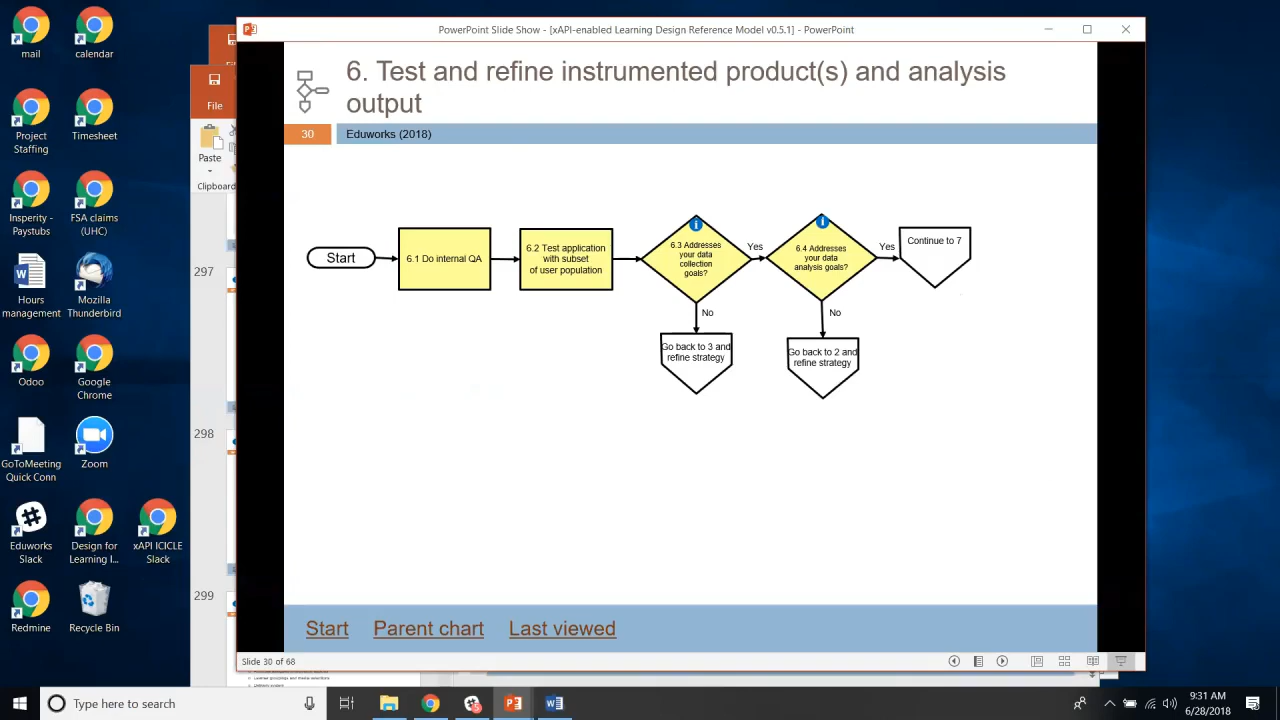 PowerPoint Slide Show - [xAPI-enabled Learning Design Reference Model v0.5.1] - PowerPoint
mail
calendar
Project
Staffing
Timesheet
Insperity -
Paystubs
FSA claims
(UHC)
Hours
management
Mozilla
Thunderbird
Odoo
Google
Chrome
GoToMeeting
Quick Conn
Zoom
Eduworks
Slack
Design for
Learning I...
xAPI ICICLE
Slack
Redmine
Recycle Bin
File
Paste
Clipboard
297
298
299
6. Test and refine instrumented product(s) and analysis
output
30
Eduworks (2018)
Start
6.1 Do internal QA
6.2 Test application
with subset
of user population
6.3 Addresses
your data
collection
goals?
Yes
6.4 Addresses
your data
analysis goals?
Yes
Continue to 7
No
No
Go back to 3 and
refine strategy
Go back to 2 and
refine strategy
Start
Parent chart
Last viewed
Slide 30 of 68
Type here to search
9:31 AM
6/28/2018